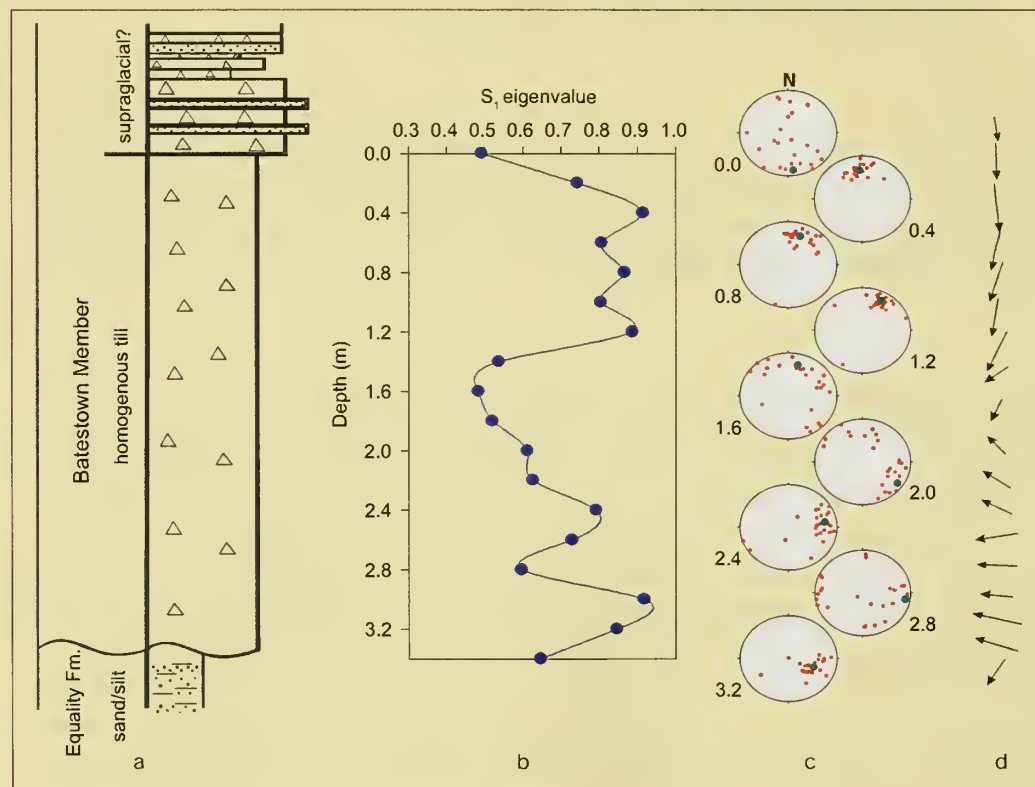 supraglacial?
Batestown Member
homogenous till
Equality Fm.
sand/silt
a
S1 eigenvalue
0.3 0.4 0.5 0.6 0.7 0.8 0.9 1.0
Depth (m)
0.0
0.4
0.8
1.2
1.6
2.0
2.4
2.8
3.2
b
N
0.0
0.4
0.8
1.2
1.6
2.0
2.4
2.8
3.2
c
d